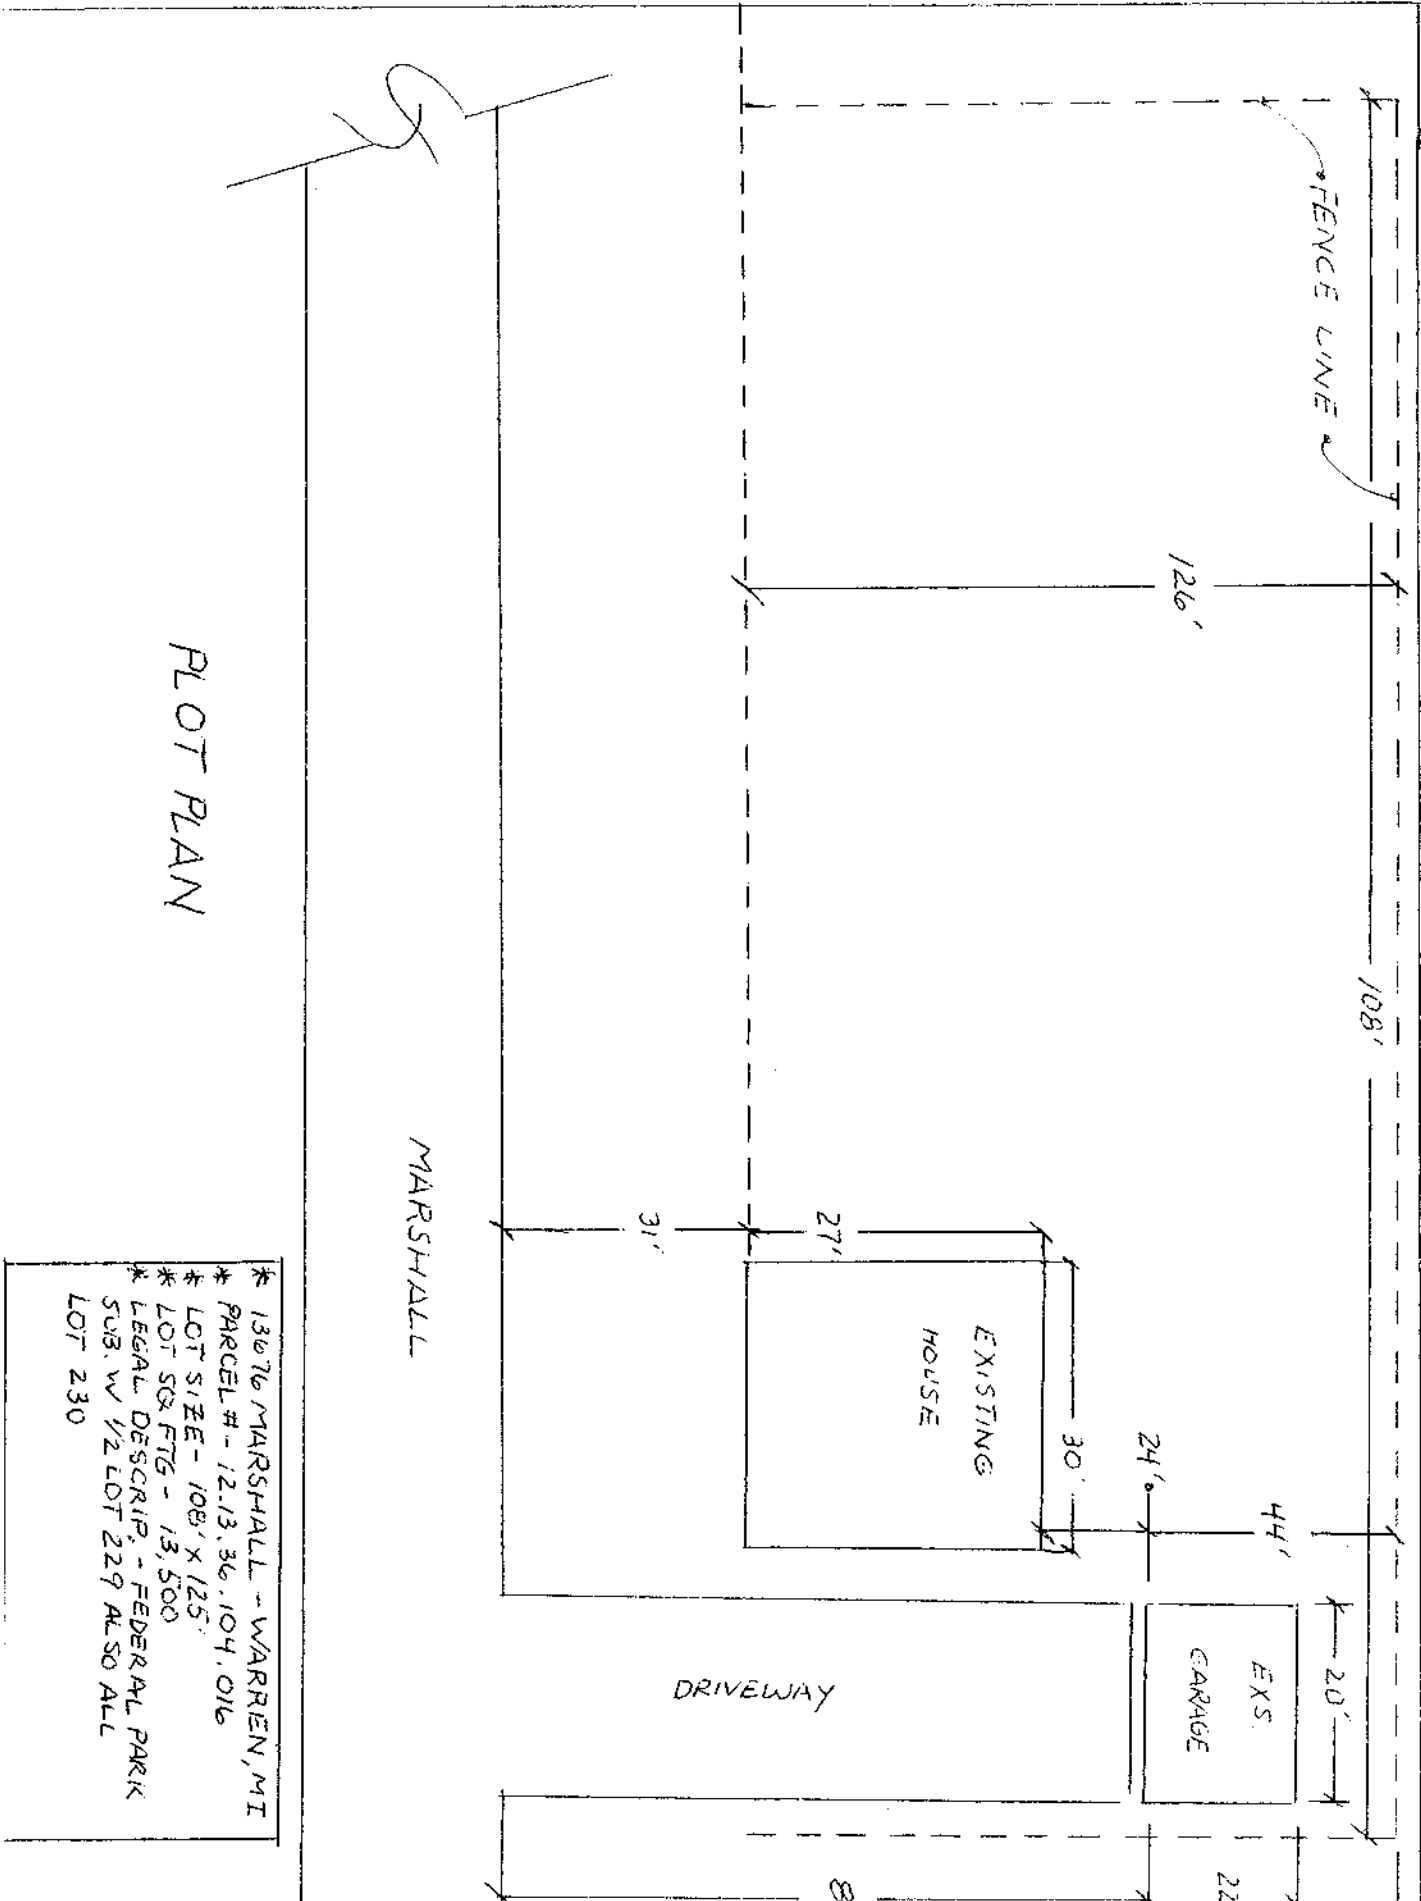 FENCE LINE
108'
126'
44'
24'
20'
EXS.
GARAGE
22
30'
EXISTING
HOUSE
27'
31'
DRIVEWAY
8
MARSHALL
PLOT PLAN
* 13676 MARSHALL - WARREN, MI
* PARCEL # - 12.13.36.104.016
* LOT SIZE - 108' X 125'
* LOT SQ FTG - 13,500
* LEGAL DESCRIP. - FEDERAL PARK
SUB. W 1/2 LOT 229 ALSO ALL
LOT 230